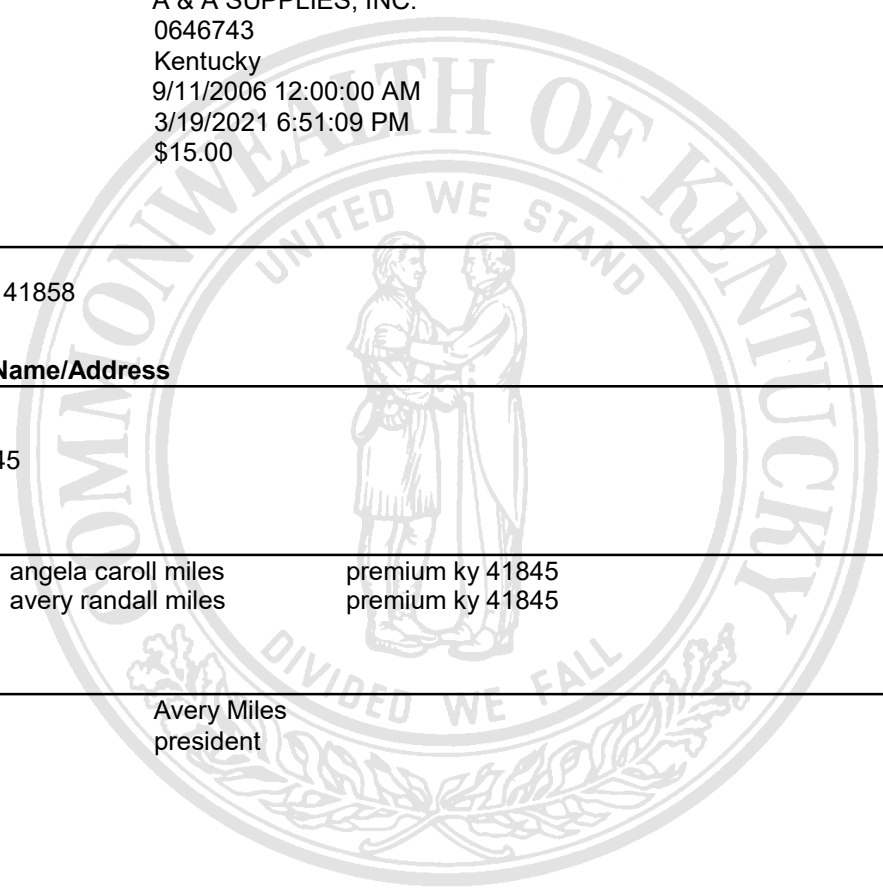 A & A SUPPLIES, INC.
0646743
Kentucky
9/11/2006 12:00:00 AM
3/19/2021 6:51:09 PM
$15.00
41858
Name/Address
45
angela caroll miles premium ky 41845
avery randall miles premium ky 41845
Avery Miles
president
COMMONWEALTH OF KENTUCKY
UNITED WE STAND
DIVIDED WE FALL